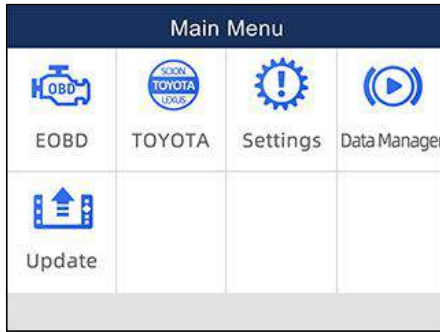 Main Menu
OBD
SCION
TOYOTA
LEXUS
EOBD
TOYOTA
Settings
Data Manager
Update